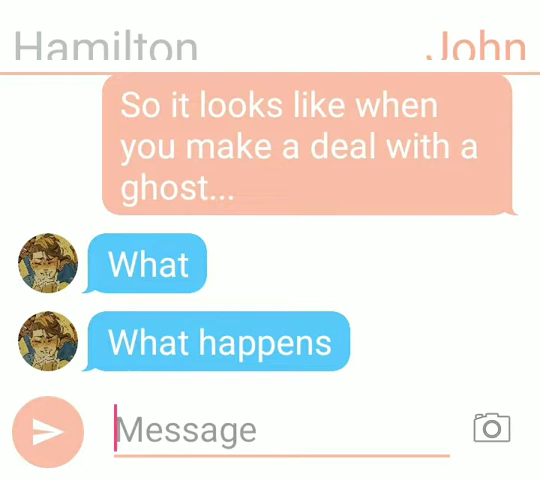 Hamilton John
So it looks like when
you make a deal with a
ghost...
What
What happens
Message